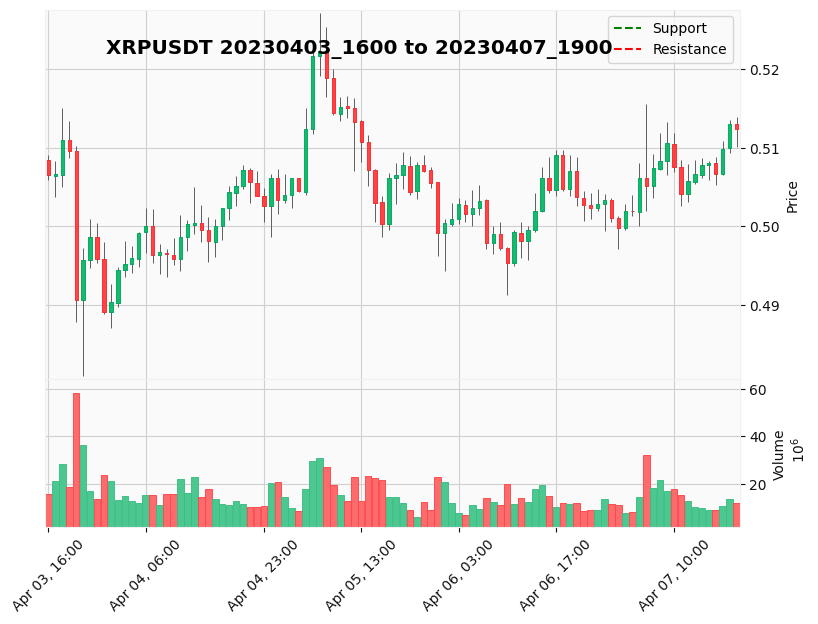 XRPUSDT 20230403_1600 to 20230407_1900
Support
Resistance
0.52
0.51
0.50
0.49
Price
60
40
20
Volume
10^6
Apr 03, 16:00
Apr 04, 06:00
Apr 04, 23:00
Apr 05, 13:00
Apr 06, 03:00
Apr 06, 17:00
Apr 07, 10:00